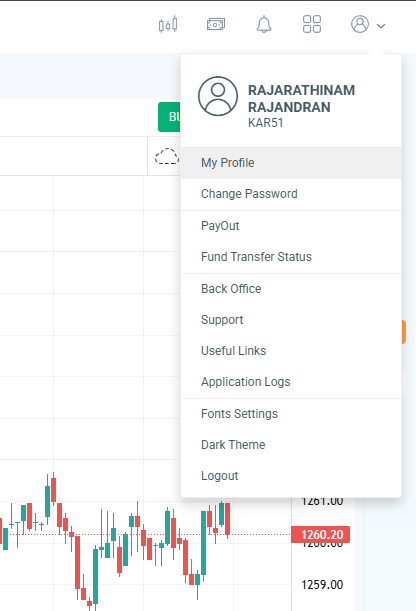 RAJARATHINAM
RAJANDRAN
KAR51
BU
My Profile
Change Password
PayOut
Fund Transfer Status
Back Office
Support
Useful Links
Application Logs
Fonts Settings
Dark Theme
Logout
1261.00
1260.20
1260.00
1259.00